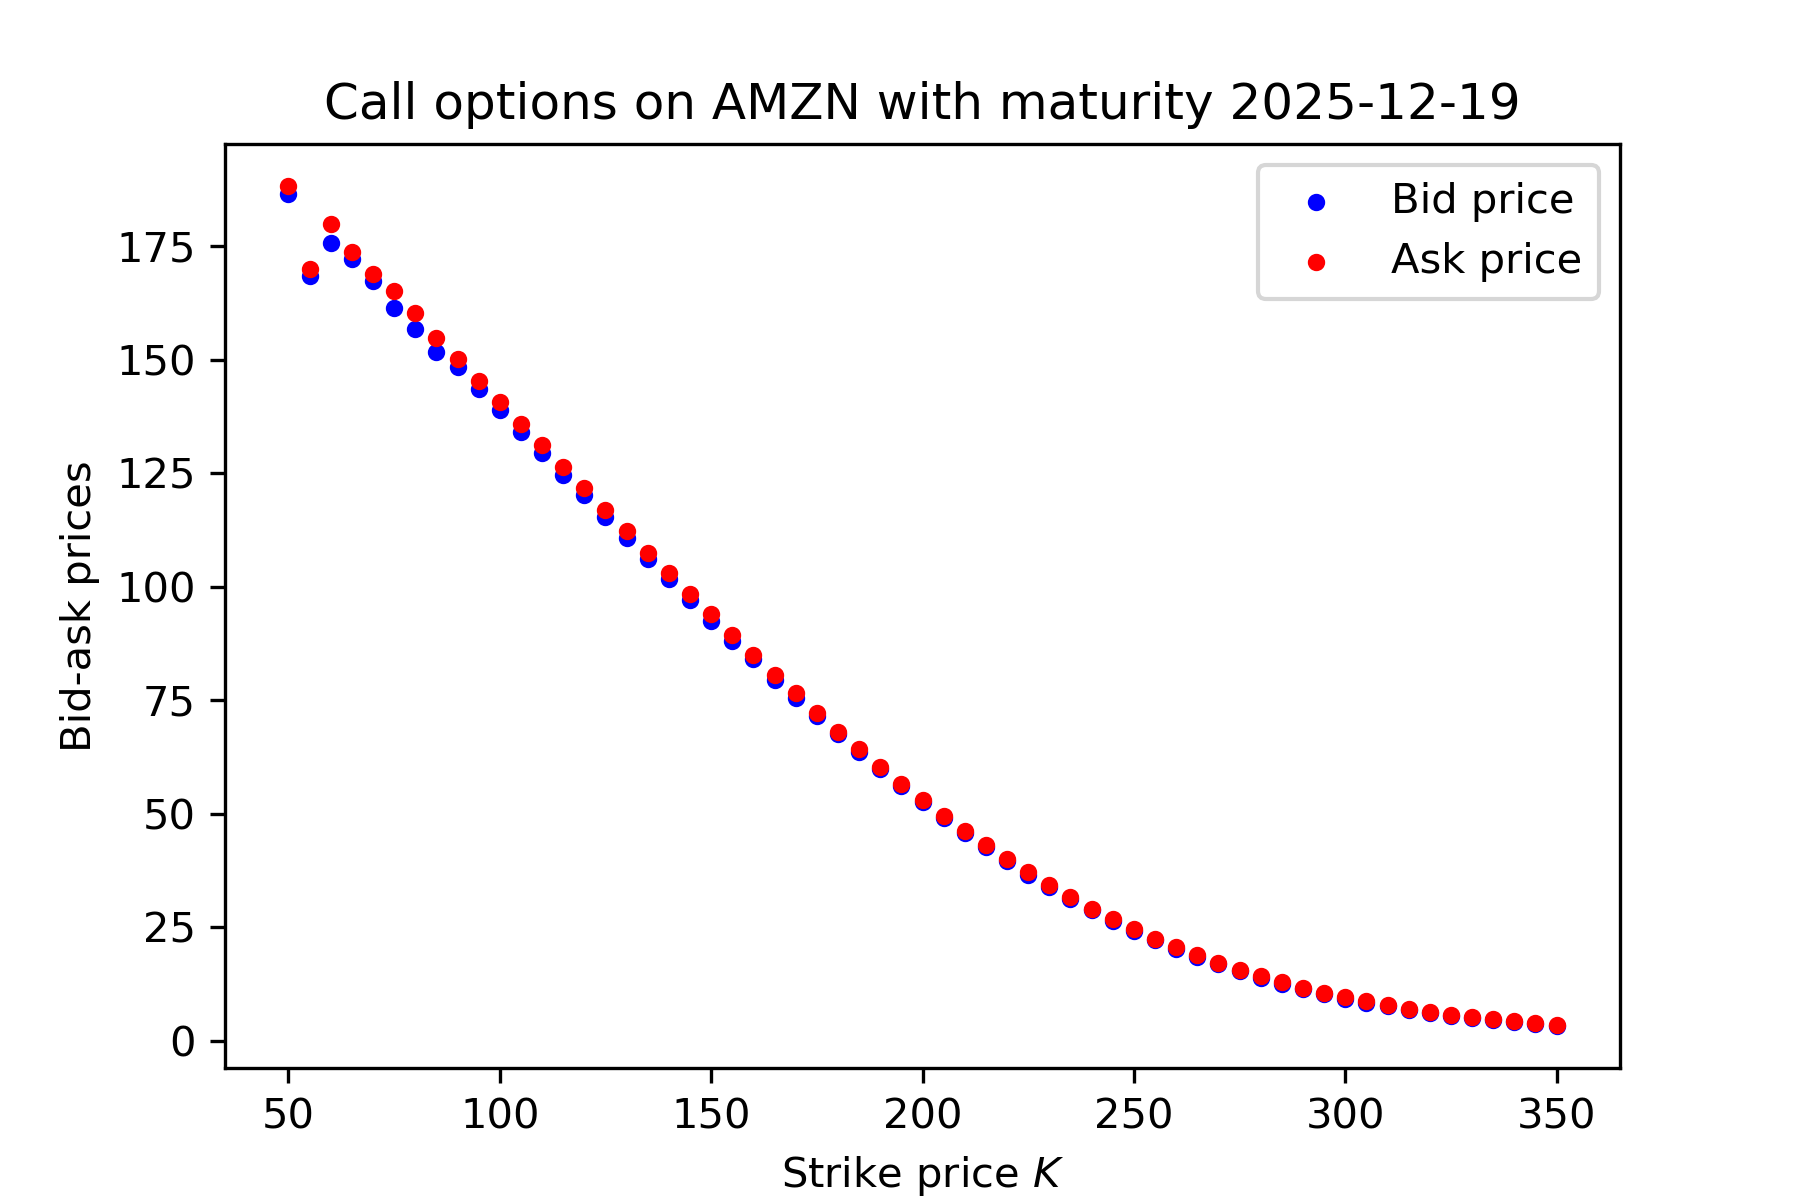 Call options on AMZN with maturity 2025-12-19
Bid price
Ask price
Bid-ask prices
175
150
125
100
75
50
25
0
50 100 150 200 250 300 350
Strike price K